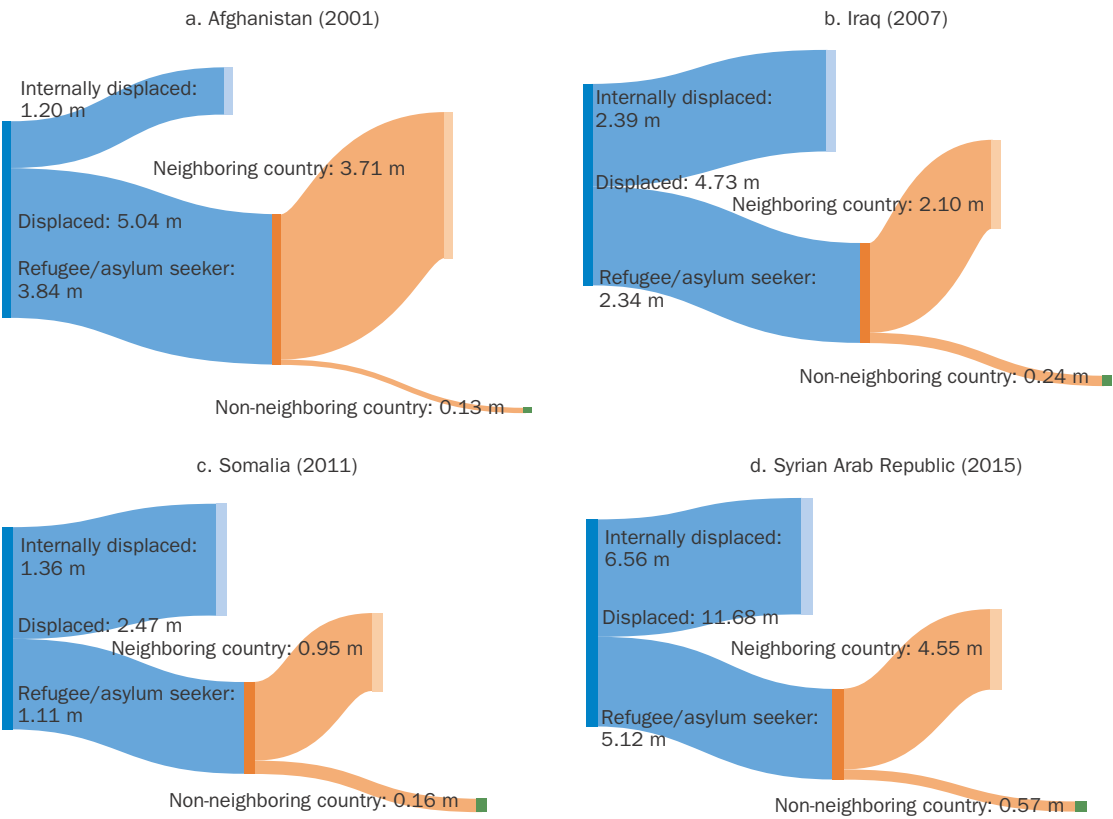 a. Afghanistan (2001)
Internally displaced:
1.20 m
Neighboring country: 3.71 m
Displaced: 5.04 m
Refugee/asylum seeker:
3.84 m
Non-neighboring country: 0.13 m
b. Iraq (2007)
Internally displaced:
2.39 m
Displaced: 4.73 m
Neighboring country: 2.10 m
Refugee/asylum seeker:
2.34 m
Non-neighboring country: 0.24 m
c. Somalia (2011)
Internally displaced:
1.36 m
Displaced: 2.47 m
Neighboring country: 0.95 m
Refugee/asylum seeker:
1.11 m
Non-neighboring country: 0.16 m
d. Syrian Arab Republic (2015)
Internally displaced:
6.56 m
Displaced: 11.68 m
Neighboring country: 4.55 m
Refugee/asylum seeker:
5.12 m
Non-neighboring country: 0.57 m